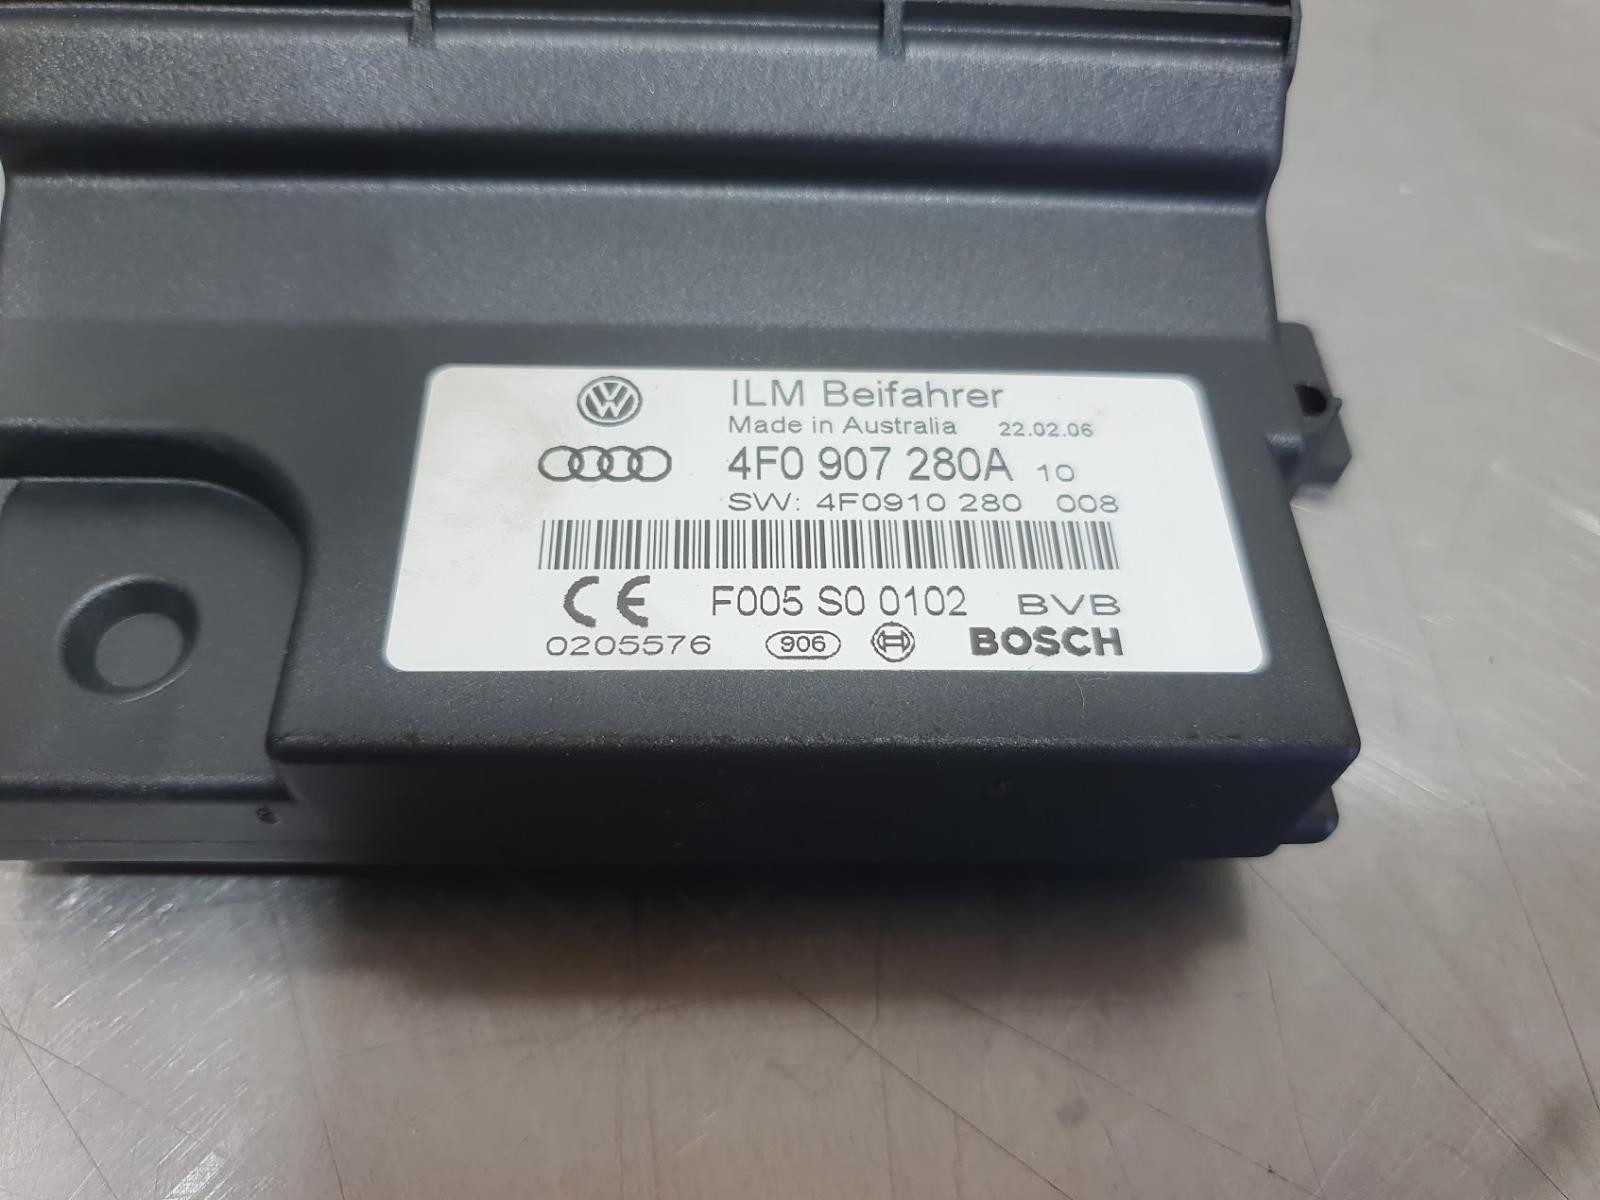 ILM Beifahrer
Made in Australia 22.02.06
4F0 907 280A 10
SW: 4F0910 280 008
CE F005 S0 0102 BVB
0205576 906 BOSCH